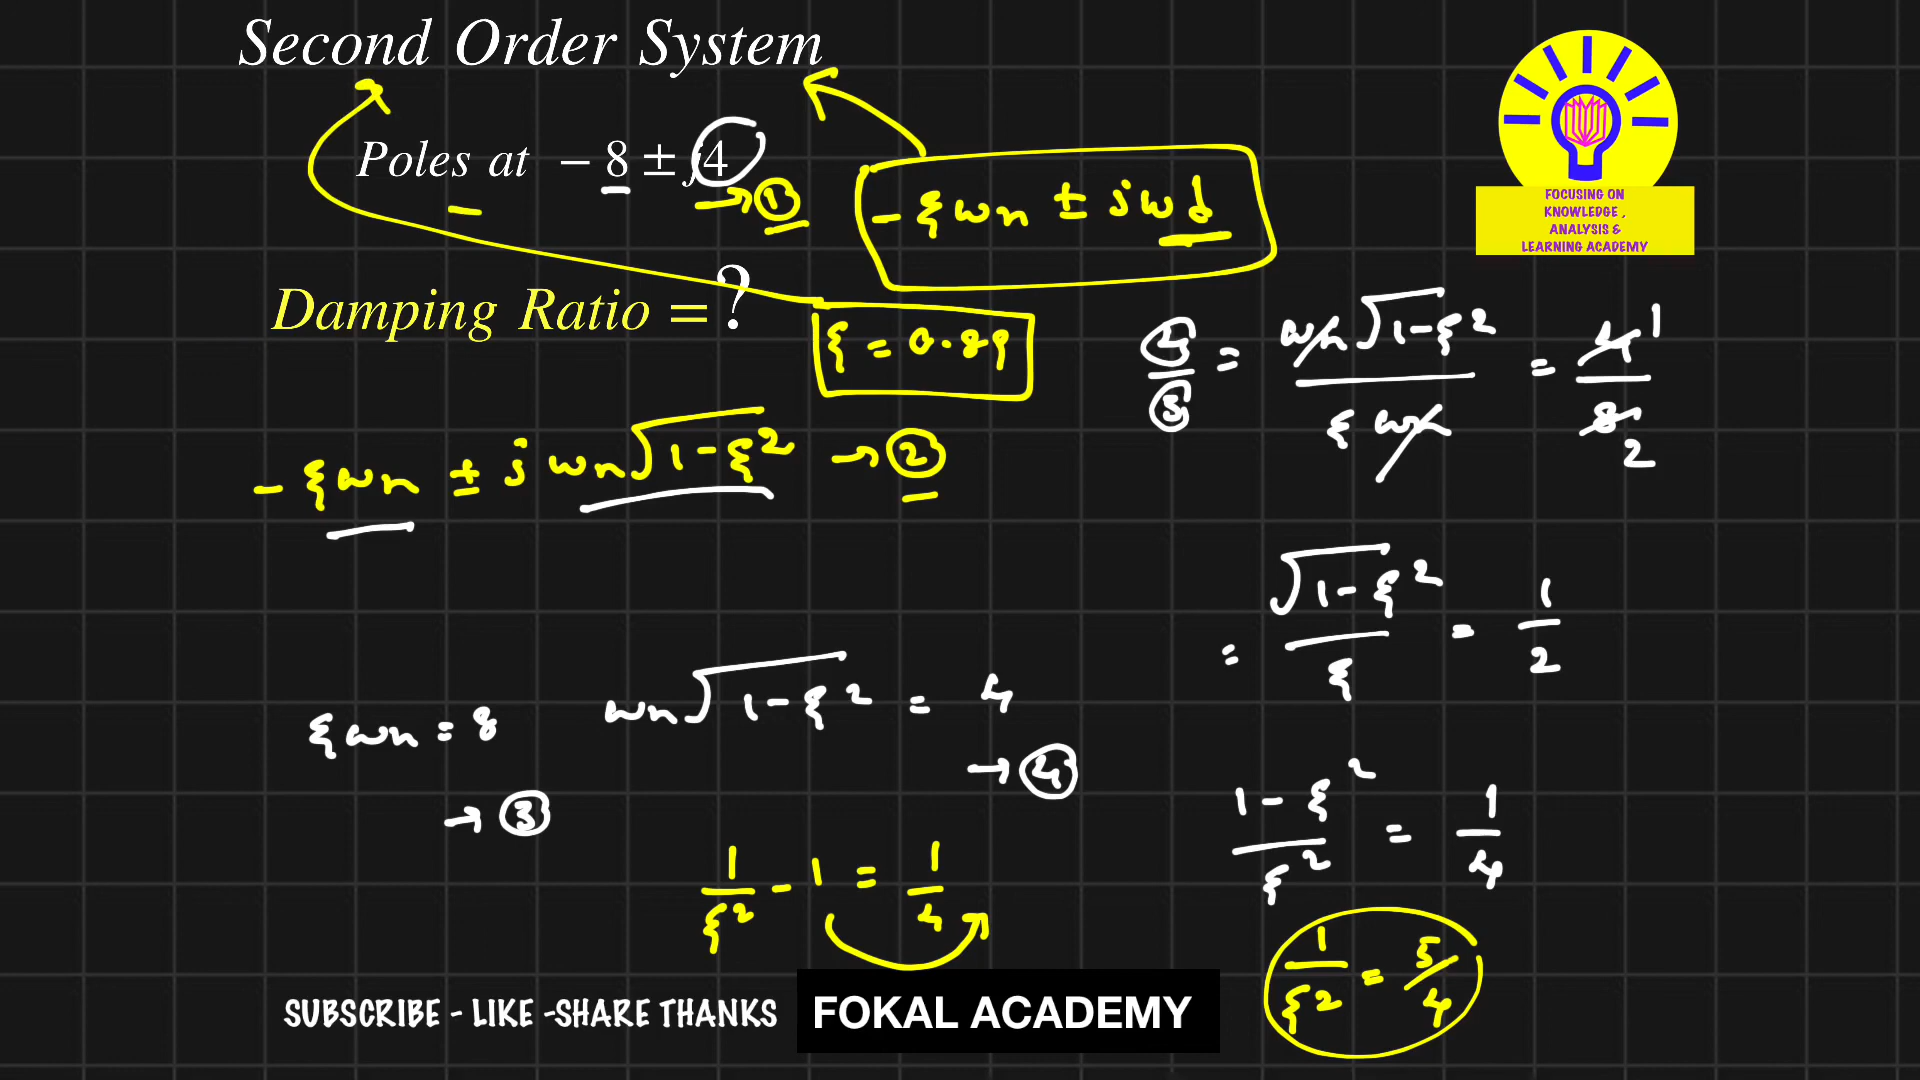 Second Order System
Poles at − 8 ± j4
→ ①
− ξωn ± jωd
FOCUSING ON
KNOWLEDGE ,
ANALYSIS &
LEARNING ACADEMY
Damping Ratio = ?
ξ = 0.89
④/③ = ωn√(1−ξ²) / ξωn = 4/8 1 2
− ξωn ± jωn√(1−ξ²) → ②
= √(1−ξ²) / ξ = 1/2
ξωn = 8 → ③
ωn√(1−ξ²) = 4 → ④
(1−ξ²) / ξ² = 1/4
1/ξ² − 1 = 1/4
1/ξ² = 5/4
SUBSCRIBE - LIKE -SHARE THANKS
FOKAL ACADEMY